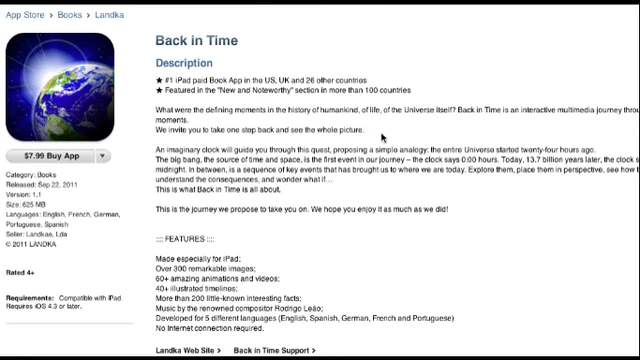 App Store > Books > Landka
Back in Time
Description
★ #1 iPad paid Book App in the US, UK and 26 other countries
★ Featured in the "New and Noteworthy" section in more than 100 countries
What were the defining moments in the history of humankind, of life, of the Universe itself? Back in Time is an interactive multimedia journey
moments.
We invite you to take one step back and see the whole picture.
An imaginary clock will guide you through this quest, proposing a simple analogy: the entire Universe started twenty-four hours ago.
The big bang, the source of time and space, is the first event in our journey – the clock says 0:00 hours. Today, 13.7 billion years later, the clock
midnight. In between, is a sequence of key events that has brought us to where we are today. Explore them, place them in perspective, see how
understand the consequences, and wonder what if...
This is what Back in Time is all about.
This is the journey we propose to take you on. We hope you enjoy it as much as we did!
:::: FEATURES ::::
Made especially for iPad;
Over 300 remarkable images;
60+ amazing animations and videos;
40+ illustrated timelines;
More than 200 little-known interesting facts;
Music by the renowned compositor Rodrigo Leão;
Developed for 5 different languages (English, Spanish, German, French and Portuguese)
No Internet connection required.
Landka Web Site > Back in Time Support >
$7.99 Buy App
Category: Books
Released: Sep 22, 2011
Version: 1.1
Size: 625 MB
Languages: English, French, German,
Portuguese, Spanish
Seller: Landkae, Lda
© 2011 LANDKA
Rated 4+
Requirements: Compatible with iPad.
Requires iOS 4.3 or later.